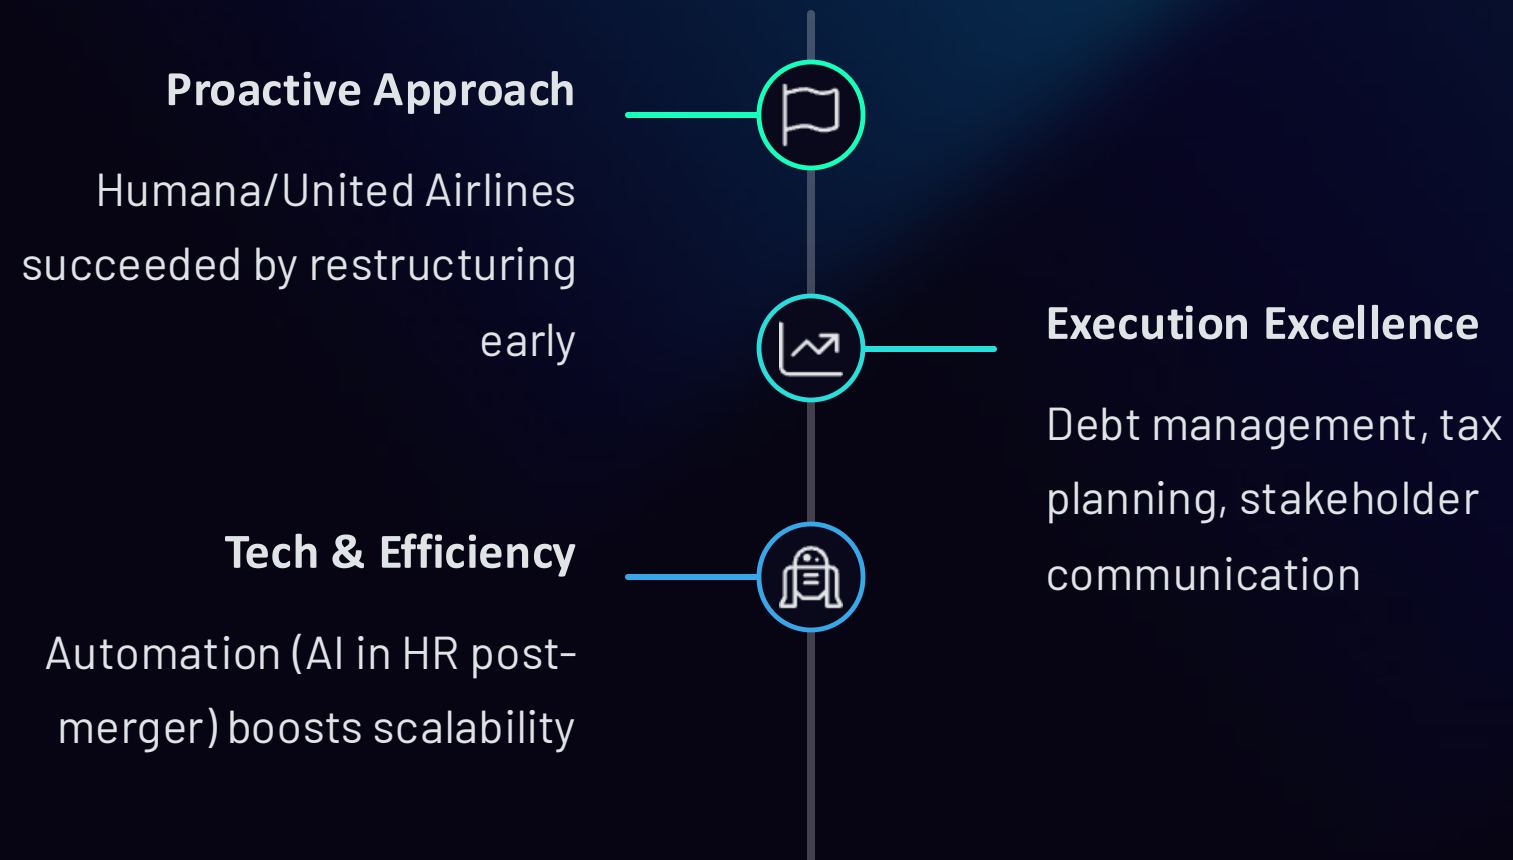 Proactive Approach
Humana/United Airlines
succeeded by restructuring
early
Execution Excellence
Debt management, tax
planning, stakeholder
communication
Tech & Efficiency
Automation (AI in HR post-
merger) boosts scalability